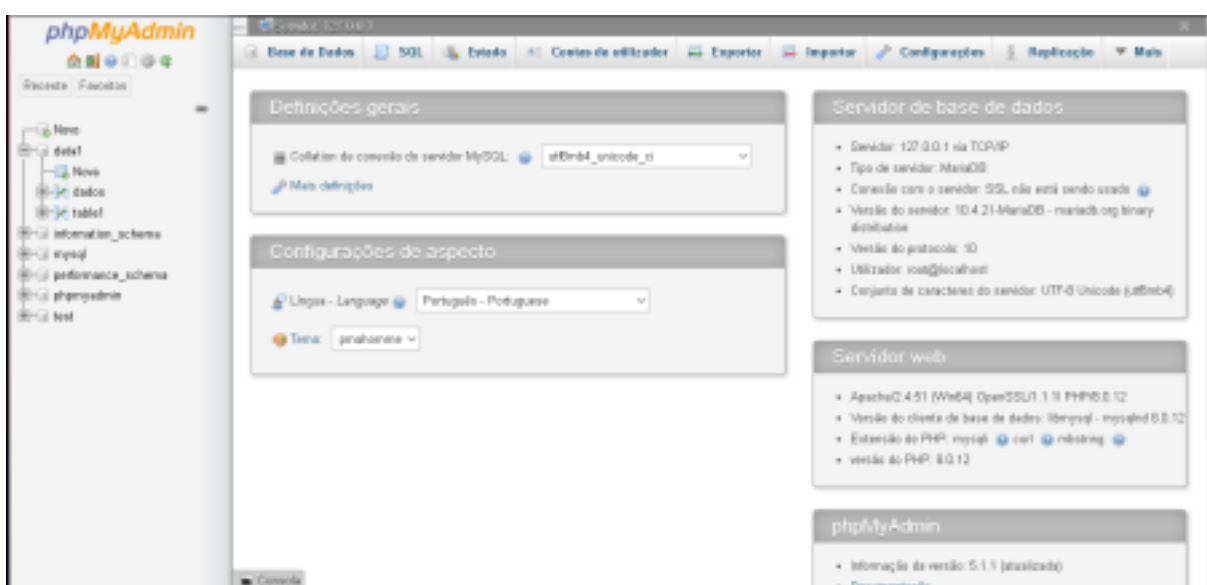 phpMyAdmin
Recente Favoritos
Novo
data1
Nova
dados
table1
information_schema
mysql
performance_schema
phpmyadmin
test
Servidor: 127.0.0.1
Base de Dados SQL Estado Contas de utilizador Exportar Importar Configurações Replicação Mais
Definições gerais
Collation de conexão do servidor MySQL: utf8mb4_unicode_ci
Mais definições
Configurações de aspecto
Língua - Language Português - Portuguese
Tema: pmahomme
Consola
Servidor de base de dados
Servidor: 127.0.0.1 via TCP/IP
Tipo de servidor: MariaDB
Conexão com o servidor: SSL não está sendo usado
Versão do servidor: 10.4.21-MariaDB - mariadb.org binary
distribution
Versão do protocolo: 10
Utilizador: root@localhost
Conjunto de caracteres do servidor: UTF-8 Unicode (utf8mb4)
Servidor web
Apache/2.4.51 (Win64) OpenSSL/1.1.1l PHP/8.0.12
Versão do cliente de base de dados: libmysql - mysqlnd 8.0.12
Extensão do PHP: mysqli curl mbstring
versão do PHP: 8.0.12
phpMyAdmin
Informação da versão: 5.1.1 (atualizada)
Documentação